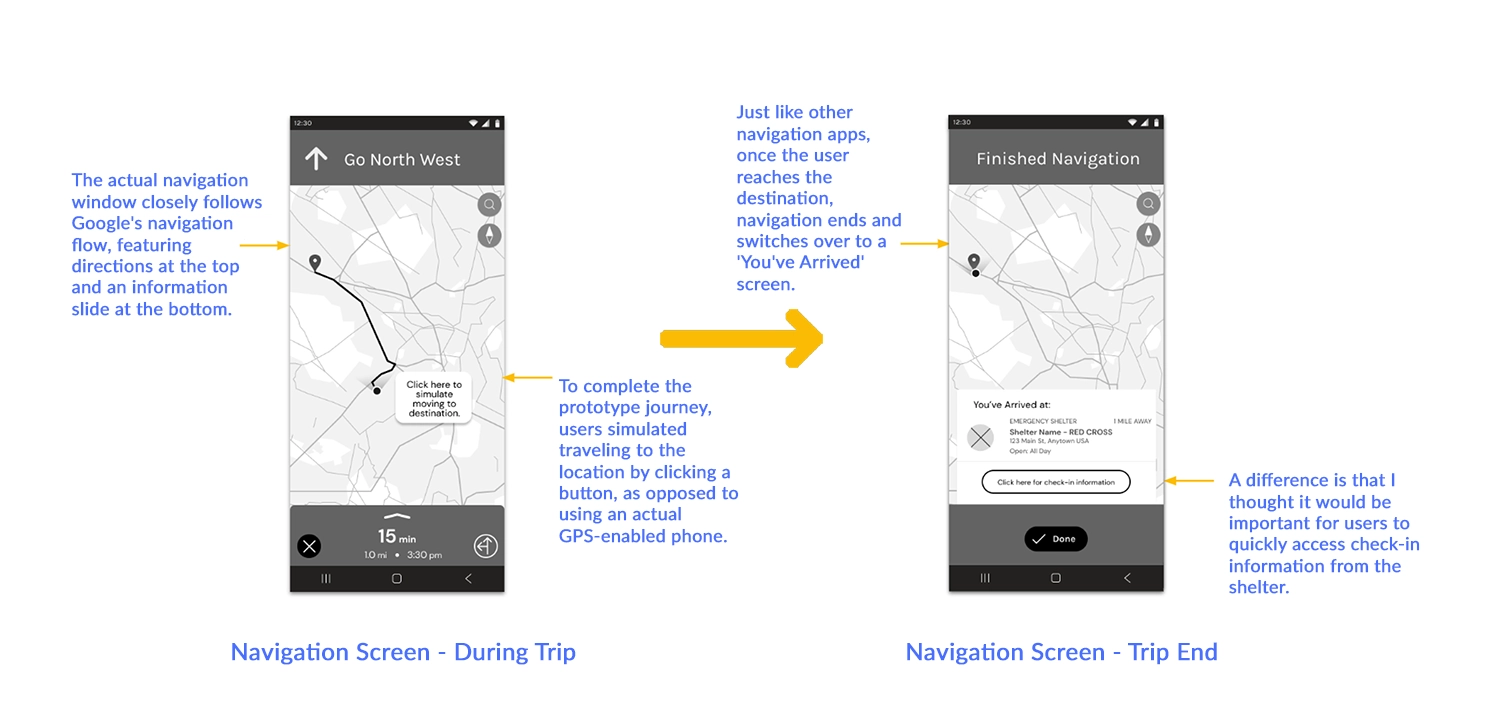 The actual navigation
window closely follows
Google's navigation
flow, featuring
directions at the top
and an information
slide at the bottom.
12:30
Go North West
Click here to
simulate
moving to
destination.
15 min
1.0 mi • 3:30 pm
To complete the
prototype journey,
users simulated
traveling to the
location by clicking a
button, as opposed to
using an actual
GPS-enabled phone.
Navigation Screen - During Trip
Just like other
navigation apps,
once the user
reaches the
destination,
navigation ends and
switches over to a
'You've Arrived'
screen.
12:30
Finished Navigation
You've Arrived at:
EMERGENCY SHELTER 1 MILE AWAY
Shelter Name - RED CROSS
123 Main St, Anytown USA
Open: All Day
Click here for check-in information
Done
A difference is that I
thought it would be
important for users to
quickly access check-in
information from the
shelter.
Navigation Screen - Trip End